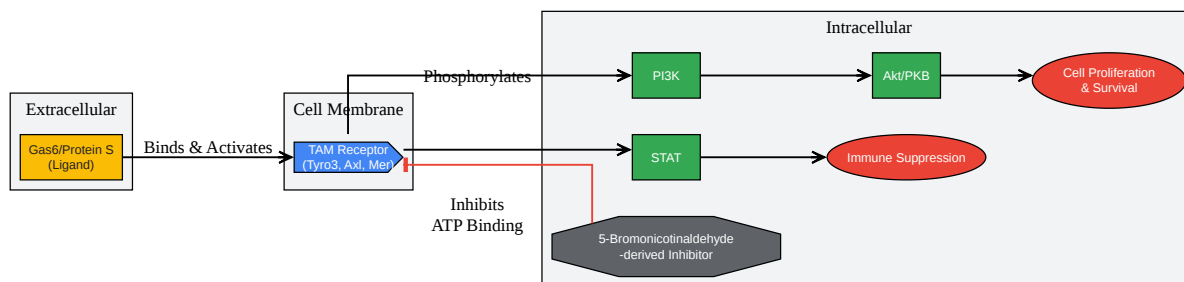 Extracellular
Gas6/Protein S
(Ligand)
Binds & Activates
Cell Membrane
TAM Receptor
(Tyro3, Axl, Mer)
Phosphorylates
Inhibits
ATP Binding
Intracellular
PI3K
Akt/PKB
Cell Proliferation
& Survival
STAT
Immune Suppression
5-Bromonicotinaldehyde
-derived Inhibitor